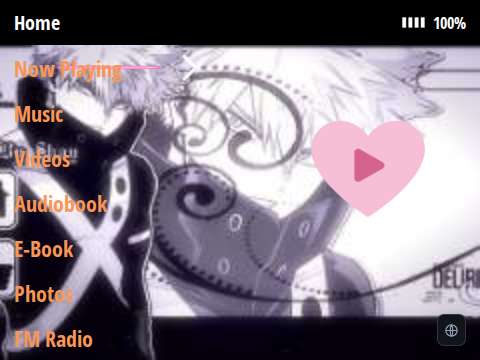 Home
100%
Now Playing
Music
Videos
Audiobook
E-Book
Photos
FM Radio